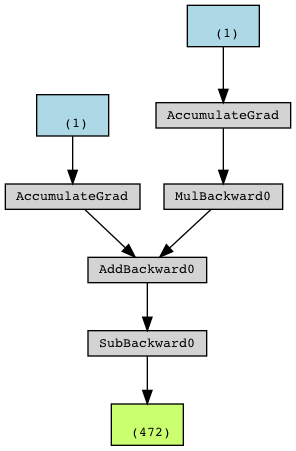 (1)
AccumulateGrad
(1)
AccumulateGrad
MulBackward0
AddBackward0
SubBackward0
(472)